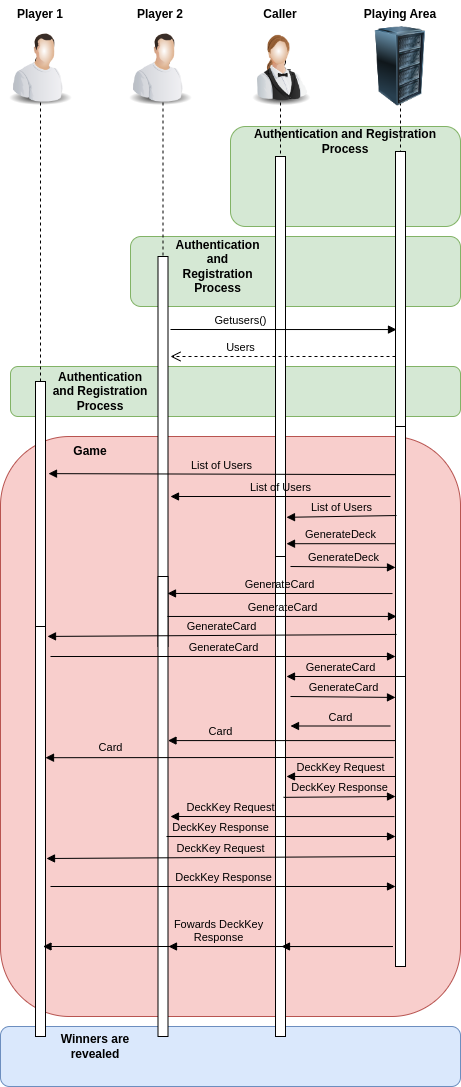 Player 1
Player 2
Caller
Playing Area
Authentication and Registration
Process
Authentication
and
Registration
Process
Getusers()
Users
Authentication
and Registration
Process
Game
List of Users
List of Users
List of Users
GenerateDeck
GenerateDeck
GenerateCard
GenerateCard
GenerateCard
GenerateCard
GenerateCard
GenerateCard
Card
Card
Card
DeckKey Request
DeckKey Response
DeckKey Request
DeckKey Response
DeckKey Request
DeckKey Response
Fowards DeckKey
Response
Winners are
revealed